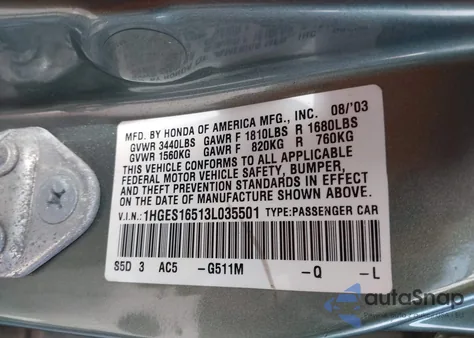 MFD. BY HONDA OF AMERICA MFG., INC. 08/'03
GVWR 3440LBS GAWR F 1810LBS R 1680LBS
GVWR 1560KG GAWR F 820KG R 760KG
THIS VEHICLE CONFORMS TO ALL APPLICABLE
FEDERAL MOTOR VEHICLE SAFETY, BUMPER,
AND THEFT PREVENTION STANDARDS IN EFFECT
ON THE DATE OF MANUFACTURE SHOWN ABOVE.
V.I.N.: 1HGES16513L035501 TYPE: PASSENGER CAR
S5D 3 AC5 -G511M -Q -L
autoSnap